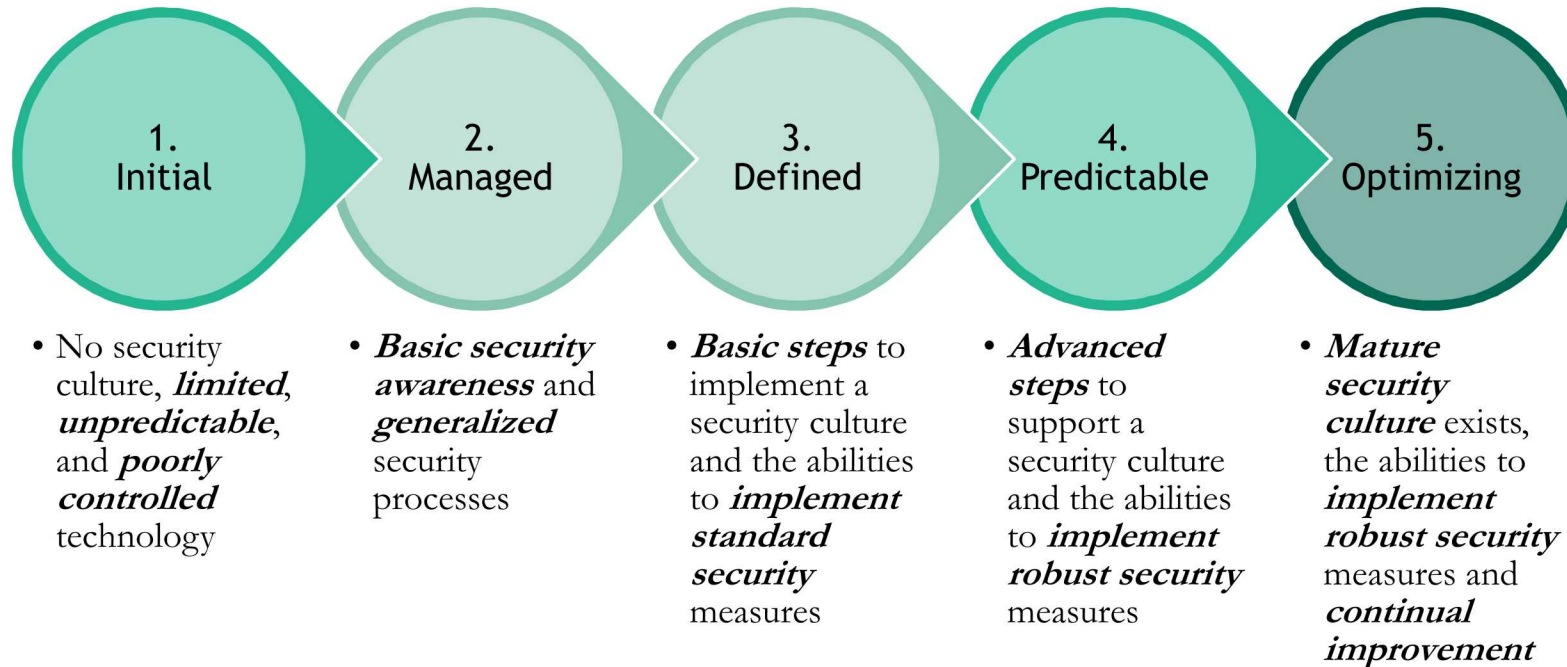 1.
Initial
2.
Managed
3.
Defined
4.
Predictable
5.
Optimizing
• No security
culture, limited,
unpredictable,
and poorly
controlled
technology
• Basic security
awareness and
generalized
security
processes
• Basic steps to
implement a
security culture
and the abilities
to implement
standard
security
measures
• Advanced
steps to
support a
security culture
and the abilities
to implement
robust security
measures
• Mature
security
culture exists,
the abilities to
implement
robust security
measures and
continual
improvement